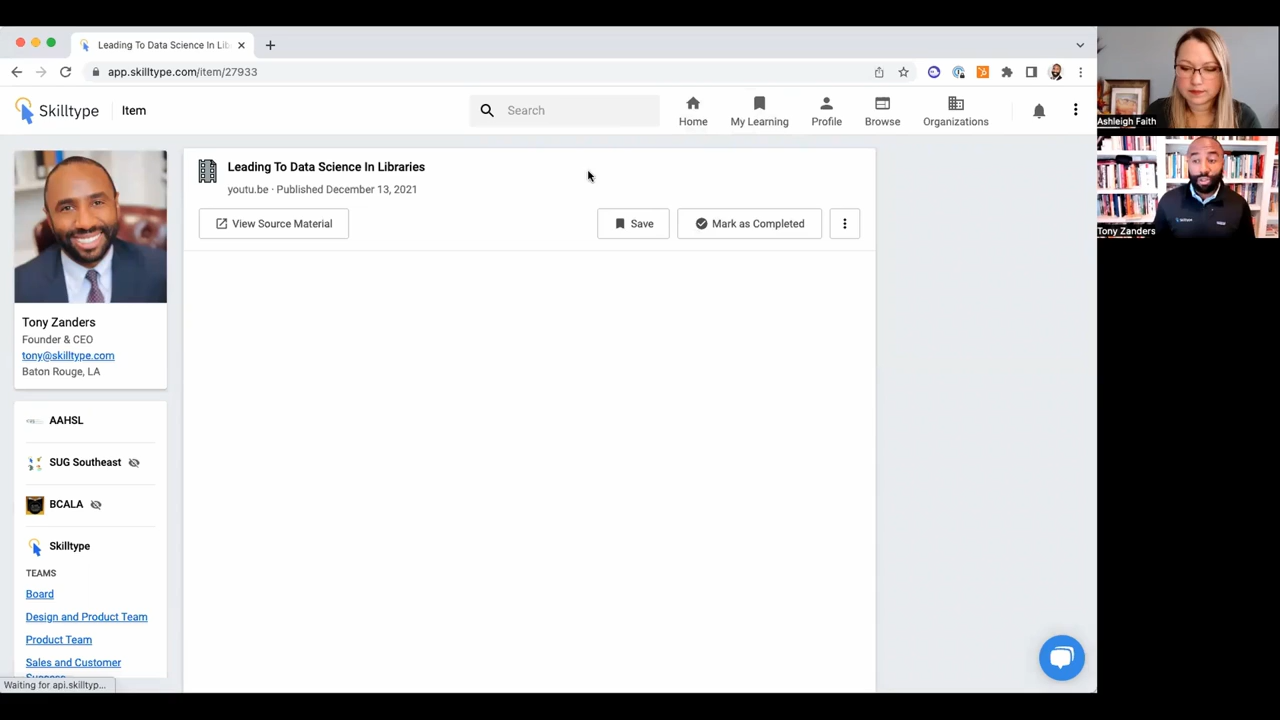 Leading To Data Science In Lib
app.skilltype.com/item/27933
Skilltype
Item
Search
Home
My Learning
Profile
Browse
Organizations
Leading To Data Science In Libraries
youtu.be · Published December 13, 2021
View Source Material
Save
Mark as Completed
Tony Zanders
Founder & CEO
tony@skilltype.com
Baton Rouge, LA
AAHSL
SUG Southeast
BCALA
Skilltype
TEAMS
Board
Design and Product Team
Product Team
Sales and Customer
Success
Waiting for api.skilltyp...
Ashleigh Faith
Tony Zanders